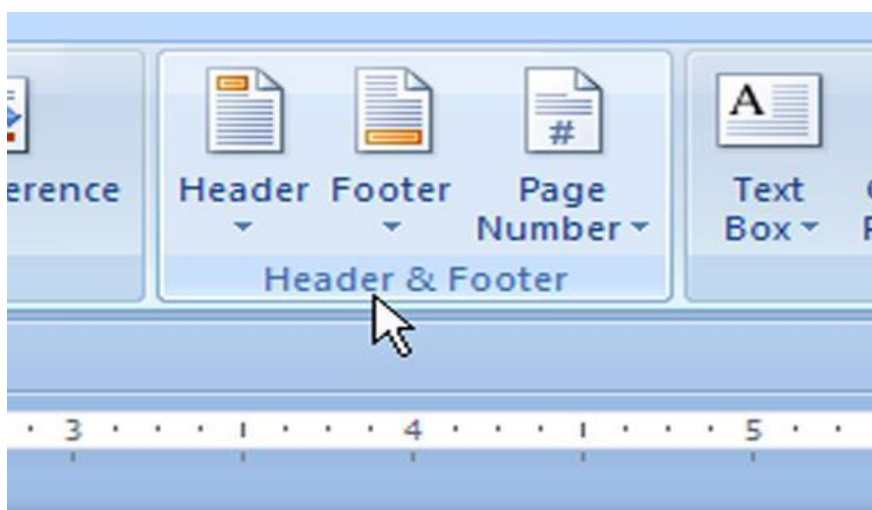 erence
Header
Footer
Page
Number
Text
Box
Header & Footer
A
#
3 4 5